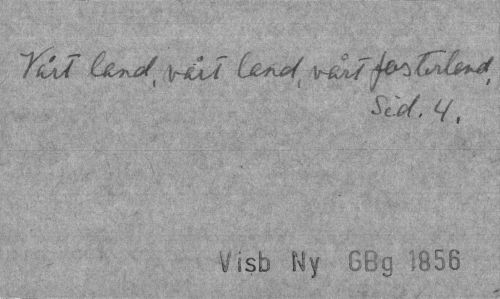 Vårt land, vårt land, vårt fosterland,
Sid. 4.
Visb Ny GBg 1856